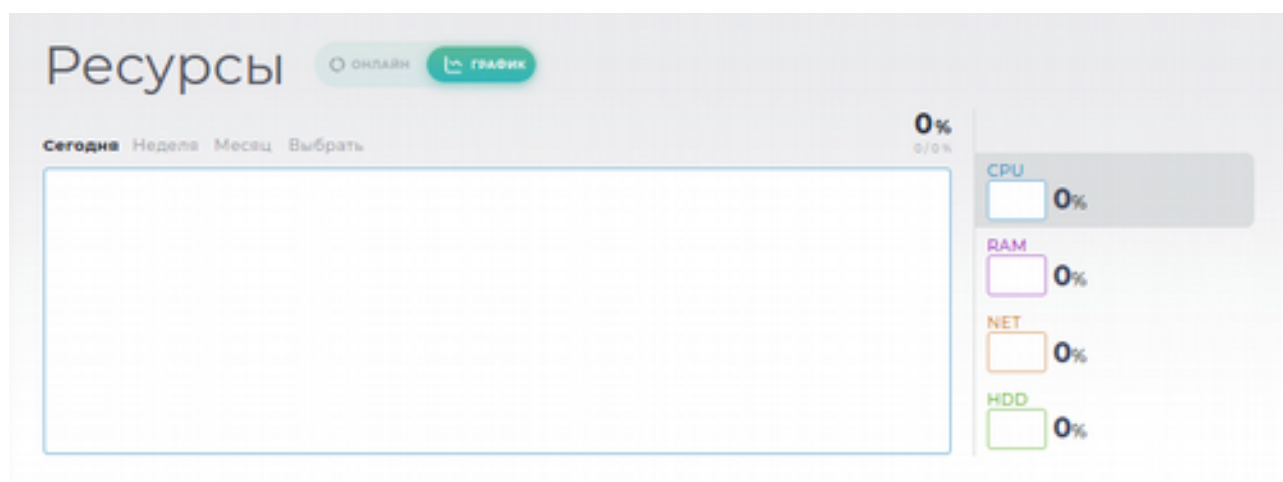 Ресурсы ОНЛАЙН ГРАФИК
0%
Сегодня Неделя Месяц Выбрать 0/0 %
CPU
0%
RAM
0%
NET
0%
HDD
0%